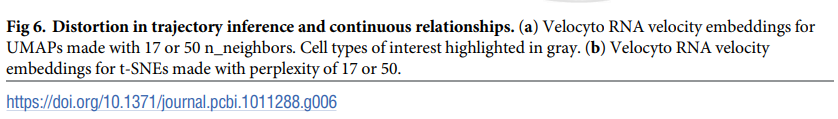 Fig 6. Distortion in trajectory inference and continuous relationships. (a) Velocyto RNA velocity embeddings for
UMAPs made with 17 or 50 n_neighbors. Cell types of interest highlighted in gray. (b) Velocyto RNA velocity
embeddings for t-SNEs made with perplexity of 17 or 50.
https://doi.org/10.1371/journal.pcbi.1011288.g006